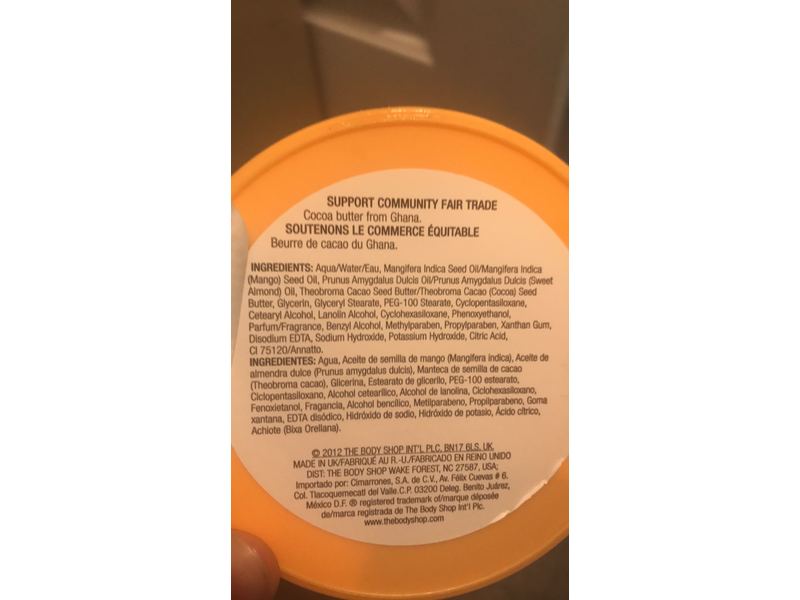 SUPPORT COMMUNITY FAIR TRADE
Cocoa butter from Ghana.
SOUTENONS LE COMMERCE ÉQUITABLE
Beurre de cacao du Ghana.
INGREDIENTS: Aqua/Water/Eau, Mangifera Indica Seed Oil/Mangifera Indica
(Mango) Seed Oil, Prunus Amygdalus Dulcis Oil/Prunus Amygdalus Dulcis (Sweet
Almond) Oil, Theobroma Cacao Seed Butter/Theobroma Cacao (Cocoa) Seed
Butter, Glycerin, Glyceryl Stearate, PEG-100 Stearate, Cyclopentasiloxane,
Cetearyl Alcohol, Lanolin Alcohol, Cyclohexasiloxane, Phenoxyethanol,
Parfum/Fragrance, Benzyl Alcohol, Methylparaben, Propylparaben, Xanthan Gum,
Disodium EDTA, Sodium Hydroxide, Potassium Hydroxide, Citric Acid,
CI 75120/Annatto.
INGREDIENTES: Agua, Aceite de semilla de mango (Mangifera indica), Aceite de
almendra dulce (Prunus amygdalus dulcis), Manteca de semilla de cacao
(Theobroma cacao), Glicerina, Estearato de glicerilo, PEG-100 estearato,
Ciclopentasiloxano, Alcohol cetearílico, Alcohol de lanolina, Ciclohexasiloxano,
Fenoxietanol, Fragancia, Alcohol bencílico, Metilparabeno, Propilparabeno, Goma
xantana, EDTA disódico, Hidróxido de sodio, Hidróxido de potasio, Ácido cítrico,
Achiote (Bixa Orellana).
© 2012 THE BODY SHOP INT'L PLC, BN17 6LS, UK.
MADE IN UK/FABRIQUÉ AU R.-U./FABRICADO EN REINO UNIDO
DIST: THE BODY SHOP WAKE FOREST, NC 27587, USA;
Importado por: Cimarrones, S.A. de C.V., Av. Félix Cuevas # 6.
Col. Tlacoquemecatl del Valle.C.P. 03200 Deleg. Benito Juárez,
México D.F. ® registered trademark of/marque déposée
de/marca registrada de The Body Shop Int'l Plc.
www.thebodyshop.com